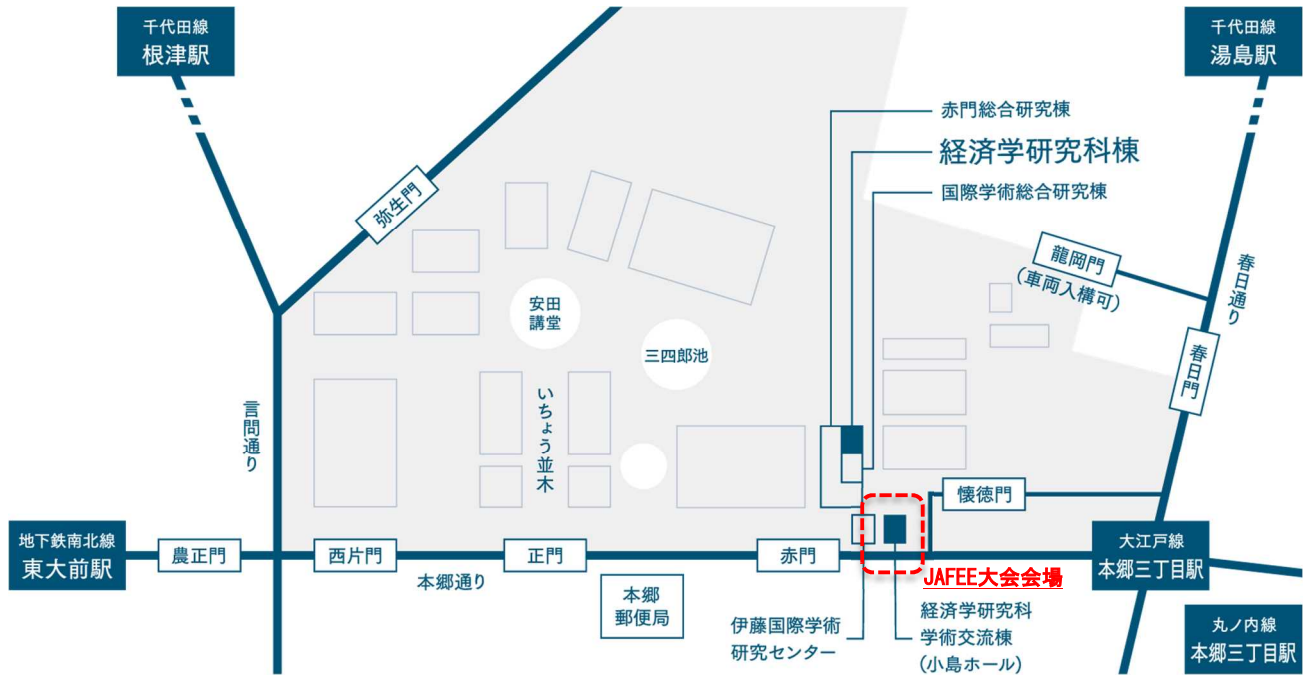 千代田線
根津駅
千代田線
湯島駅
赤門総合研究棟
経済学研究科棟
国際学術総合研究棟
弥生門
龍岡門
(車両入構可)
春日通り
安田
講堂
三四郎池
春日門
いちょう並木
言問通り
懐徳門
地下鉄南北線
東大前駅
農正門
西片門
正門
赤門
大江戸線
本郷三丁目駅
本郷通り
JAFEE大会会場
本郷
郵便局
伊藤国際学術
研究センター
経済学研究科
学術交流棟
(小島ホール)
丸ノ内線
本郷三丁目駅